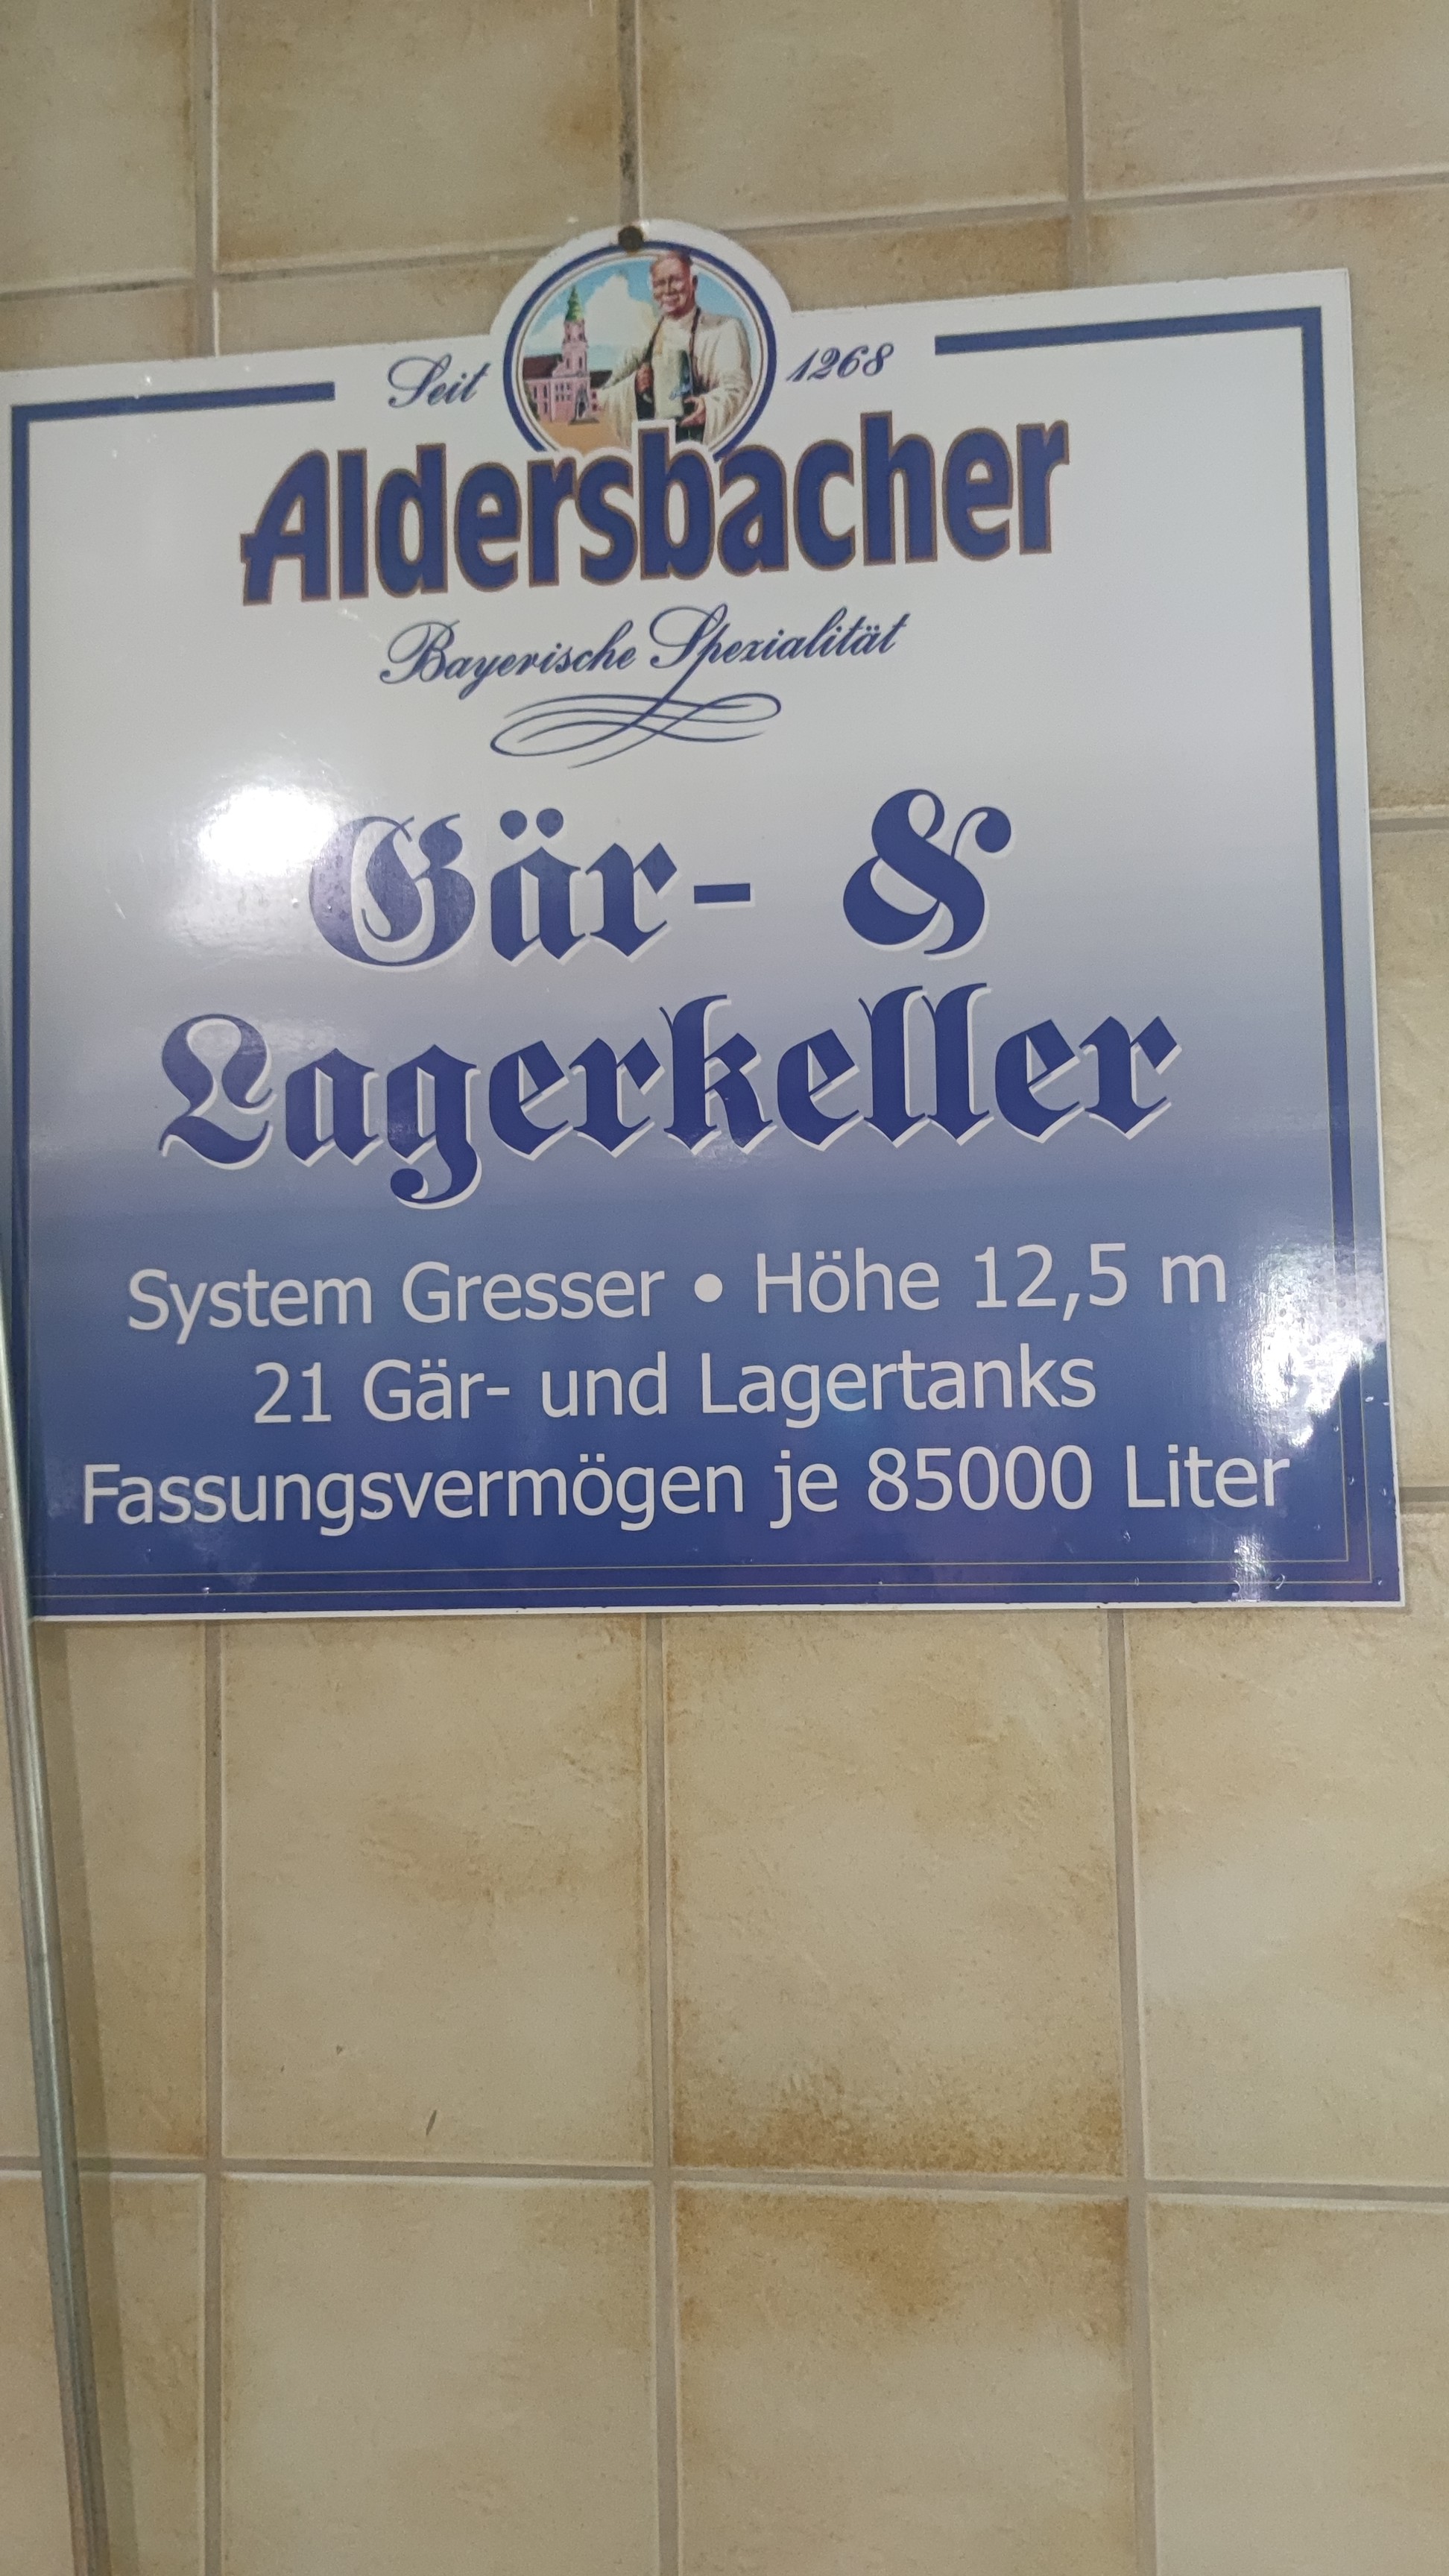 Seit 1268
Aldersbacher
Bayerische Spezialität
Gär- &
Lagerkeller
System Gresser • Höhe 12,5 m
21 Gär- und Lagertanks
Fassungsvermögen je 85000 Liter